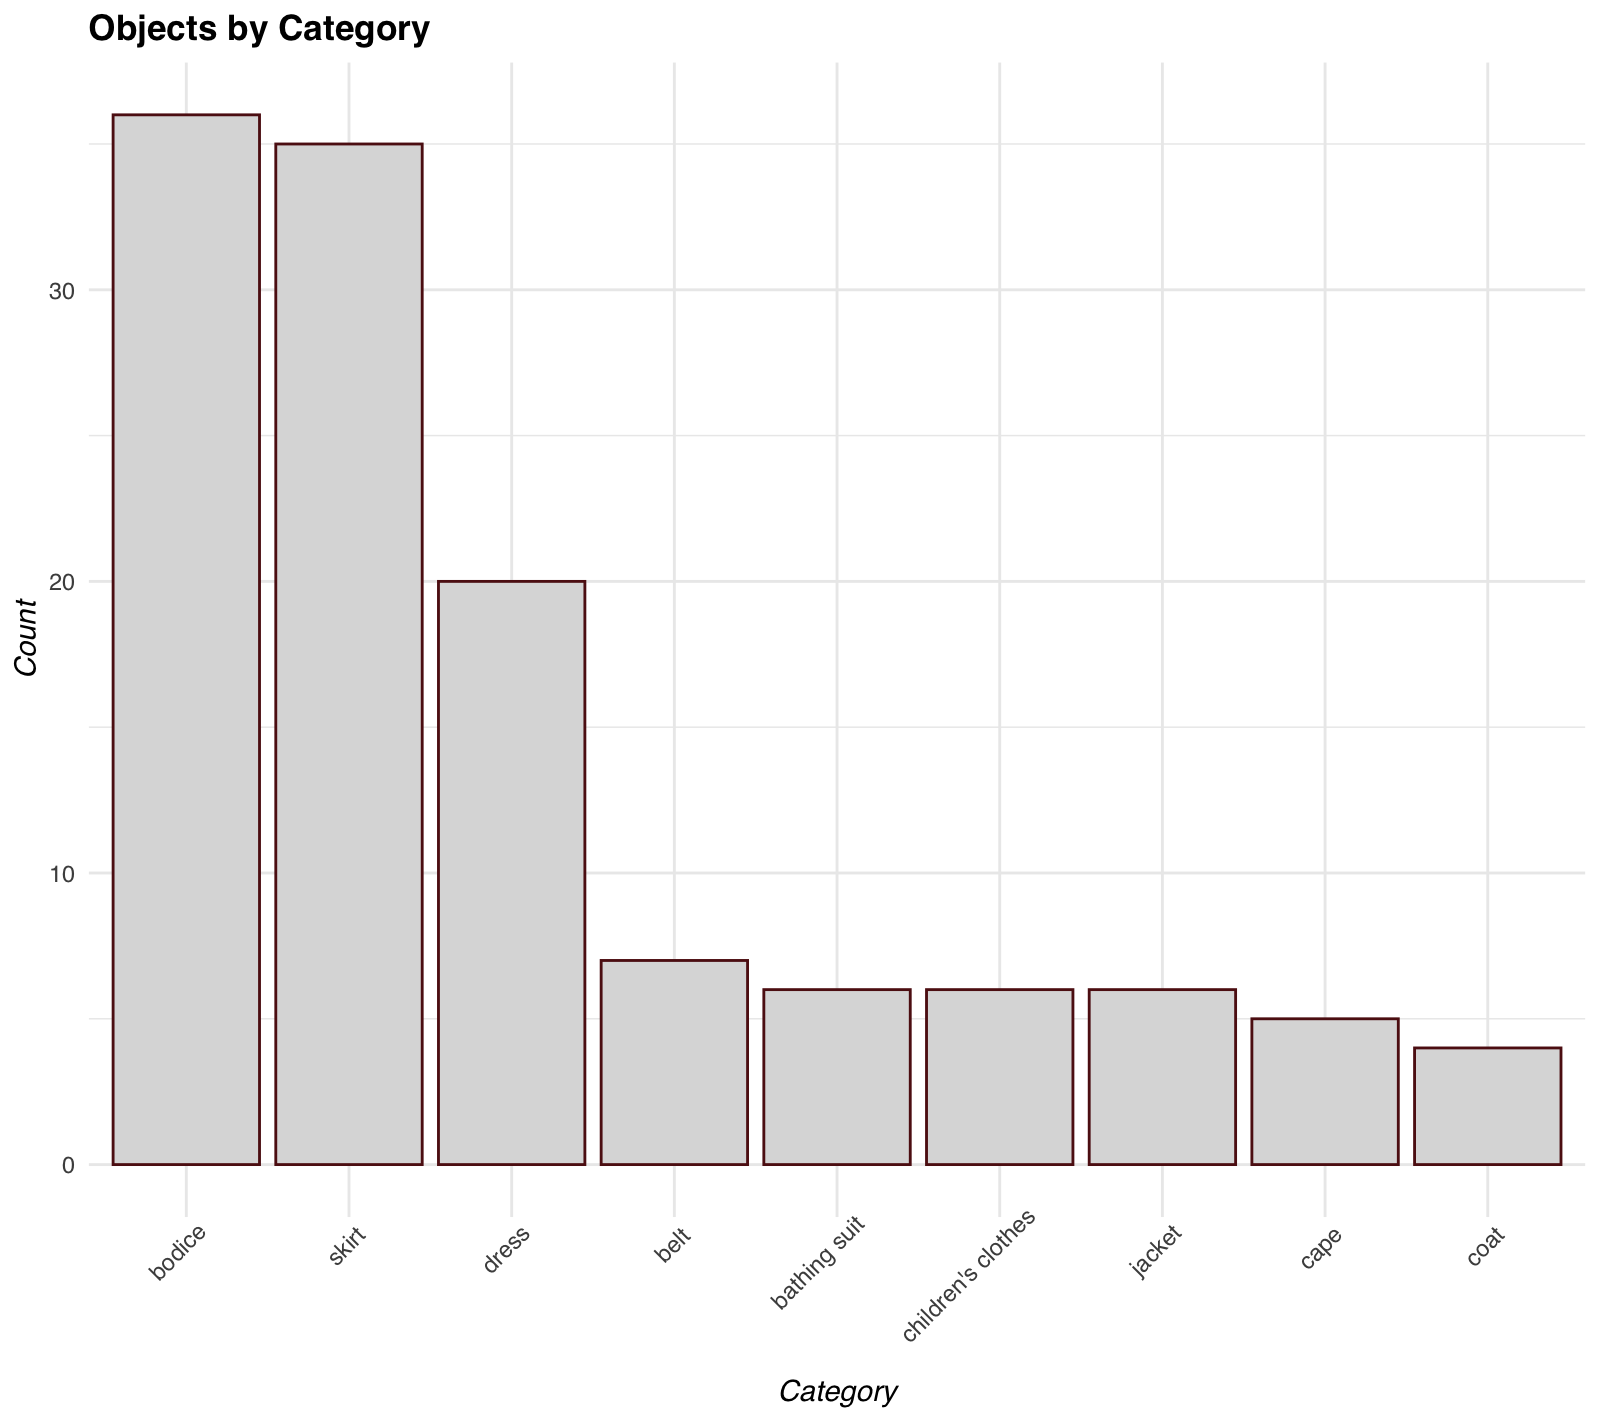 Objects by Category
Count
30
20
10
0
bodice
skirt
dress
belt
bathing suit
children's clothes
jacket
cape
coat
Category